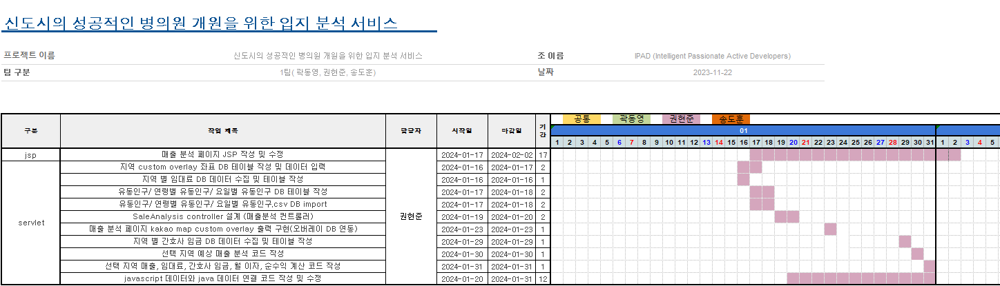 신도시의 성공적인 병의원 개원을 위한 입지 분석 서비스
프로젝트 이름 신도시의 성공적인 병의원 개원을 위한 입지 분석 서비스 조 이름 IPAD (Intelligent Passionate Active Developers)
팀 구분 1팀( 곽동영, 권현준, 송도훈) 날짜 2023-11-22
공통 곽동영 권현준 송도훈
구분 작업 제목 담당자 시작일 마감일 기간 01
1 2 3 4 5 6 7 8 9 10 11 12 13 14 15 16 17 18 19 20 21 22 23 24 25 26 27 28 29 30 31 1 2 3 4 5
jsp 매출 분석 페이지 JSP 작성 및 수정 2024-01-17 2024-02-02 17
지역 custom overlay 좌표 DB 테이블 작성 및 데이터 입력 2024-01-16 2024-01-17 2
지역 별 임대료 DB 데이터 수집 및 테이블 작성 2024-01-16 2024-01-16 1
유동인구/ 연령별 유동인구/ 요일별 유동인구 DB 테이블 작성 2024-01-17 2024-01-18 2
유동인구/ 연령별 유동인구/ 요일별 유동인구.csv DB import 2024-01-17 2024-01-18 2
servlet SaleAnalysis controller 설계 (매출분석 컨트롤러) 권현준 2024-01-19 2024-01-20 2
매출 분석 페이지 kakao map custom overlay 출력 구현(오버레이 DB 연동) 2024-01-23 2024-01-23 1
지역 별 간호사 임금 DB 데이터 수집 및 테이블 작성 2024-01-29 2024-01-29 1
선택 지역 예상 매출 분석 코드 작성 2024-01-30 2024-01-30 1
선택 지역 매출, 임대료, 간호사 임금, 월 이자, 순수익 계산 코드 작성 2024-01-31 2024-01-31 1
javascript 데이터와 java 데이터 연결 코드 작성 및 수정 2024-01-20 2024-01-31 12